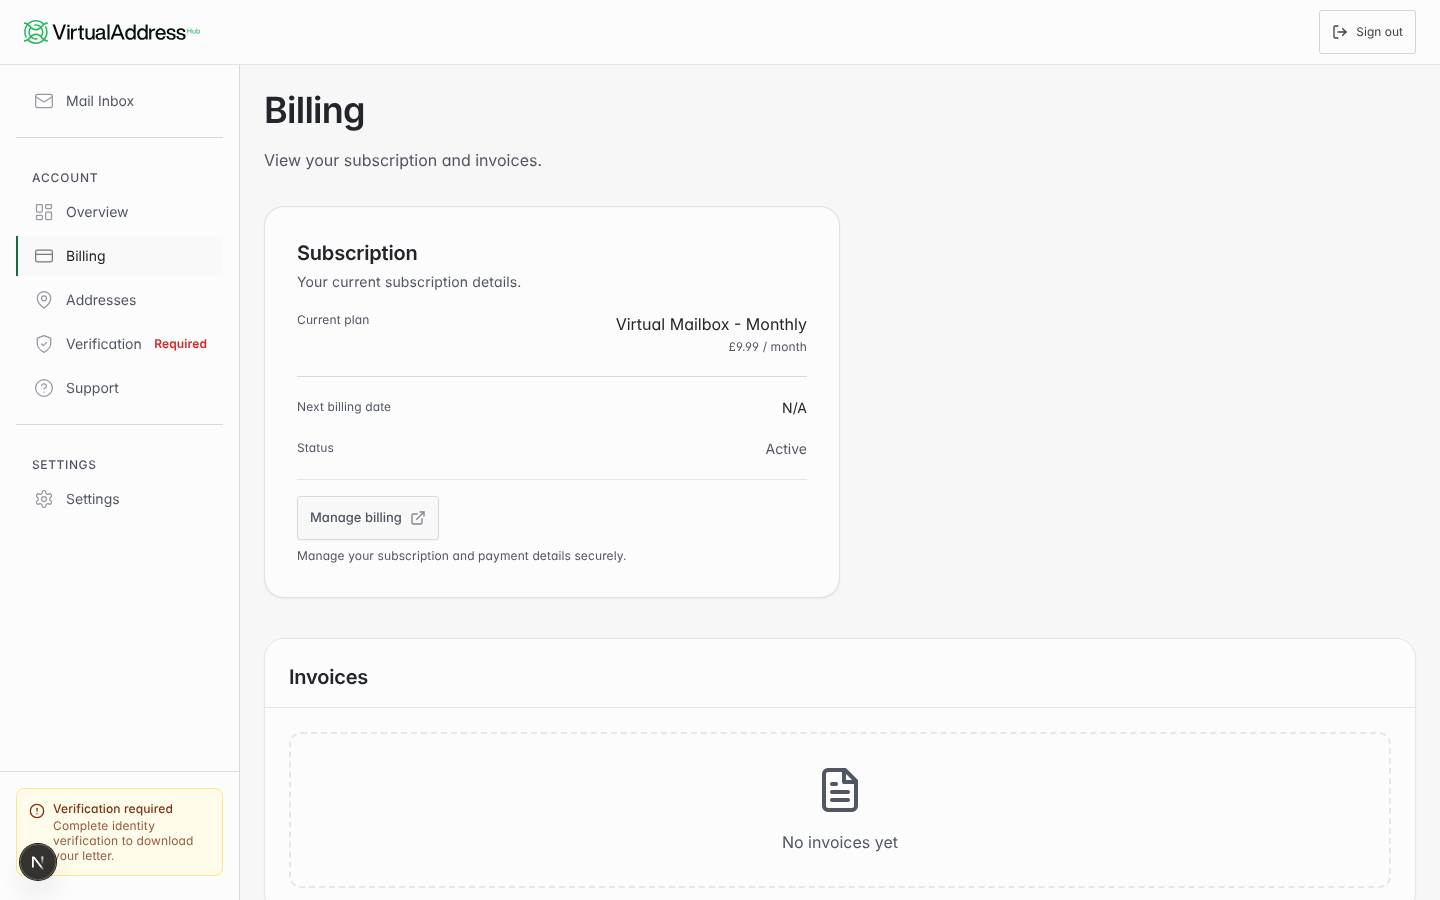 VirtualAddress Hub
Sign out
Mail Inbox
ACCOUNT
Overview
Billing
Addresses
Verification Required
Support
SETTINGS
Settings
Verification required
Complete identity
verification to download
your letter.
N
Billing
View your subscription and invoices.
Subscription
Your current subscription details.
Current plan
Virtual Mailbox - Monthly
£9.99 / month
Next billing date
N/A
Status
Active
Manage billing
Manage your subscription and payment details securely.
Invoices
No invoices yet